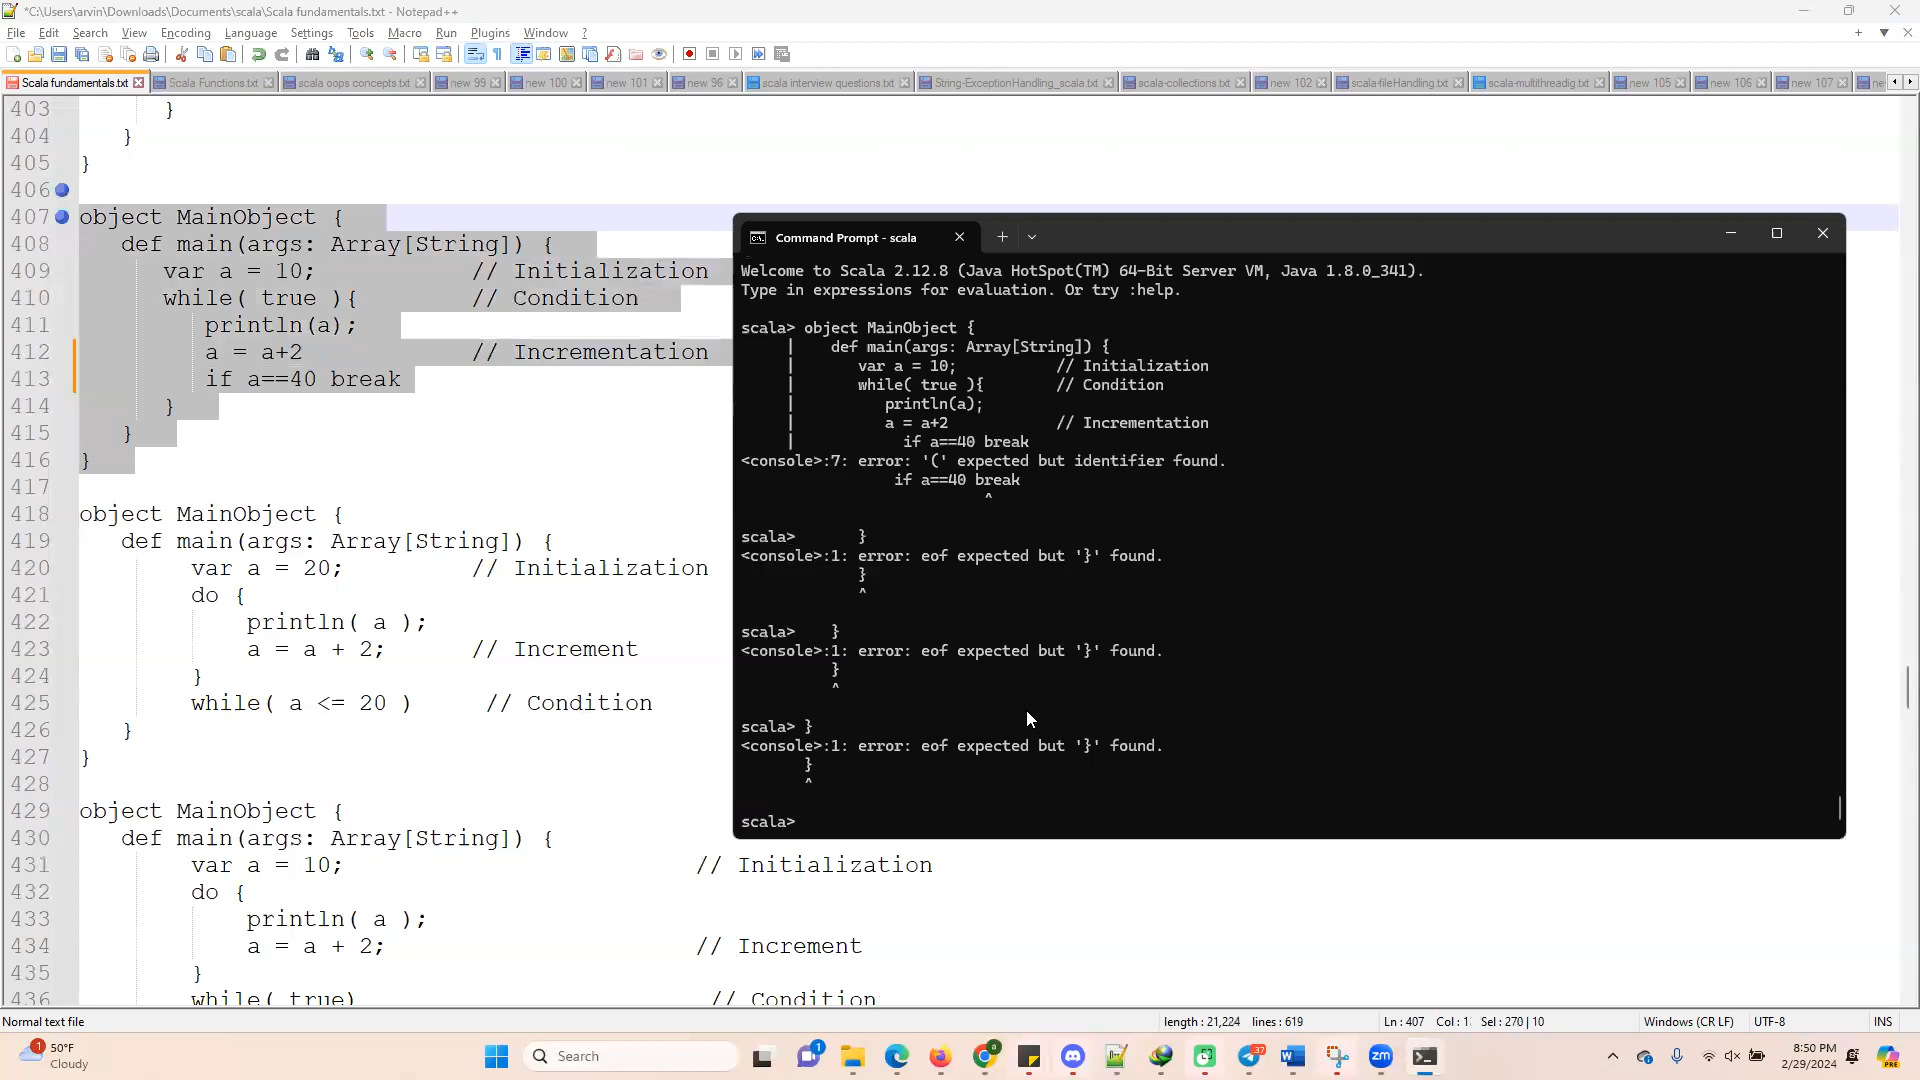 *C:\Users\arvin\Downloads\Documents\scala\Scala fundamentals.txt - Notepad++
File Edit Search View Encoding Language Settings Tools Macro Run Plugins Window ?
Scala fundamentals.txt Scala Functions.txt scala oops concepts.txt new 99 new 100 new 101 new 96 scala interview questions.txt String-ExceptionHandling_scala.txt scala-collections.txt new 102 scala-fileHandling.txt scala-multithreadig.txt new 105 new 106 new 107 ne
403 }
404 }
405 }
406
407 object MainObject {
408 def main(args: Array[String]) {
409 var a = 10; // Initialization
410 while( true ){ // Condition
411 println(a);
412 a = a+2 // Incrementation
413 if a==40 break
414 }
415 }
416 }
417
418 object MainObject {
419 def main(args: Array[String]) {
420 var a = 20; // Initialization
421 do {
422 println( a );
423 a = a + 2; // Increment
424 }
425 while( a <= 20 ) // Condition
426 }
427 }
428
429 object MainObject {
430 def main(args: Array[String]) {
431 var a = 10; // Initialization
432 do {
433 println( a );
434 a = a + 2; // Increment
435 }
436 while( true) // Condition
Command Prompt - scala
Welcome to Scala 2.12.8 (Java HotSpot(TM) 64-Bit Server VM, Java 1.8.0_341).
Type in expressions for evaluation. Or try :help.
scala> object MainObject {
| def main(args: Array[String]) {
| var a = 10; // Initialization
| while( true ){ // Condition
| println(a);
| a = a+2 // Incrementation
| if a==40 break
<console>:7: error: '(' expected but identifier found.
if a==40 break
^
scala> }
<console>:1: error: eof expected but '}' found.
}
^
scala> }
<console>:1: error: eof expected but '}' found.
}
^
scala> }
<console>:1: error: eof expected but '}' found.
}
^
scala>
Normal text file length : 21,224 lines : 619 Ln : 407 Col : 1 Sel : 270 | 10 Windows (CR LF) UTF-8 INS
1 50°F
Cloudy
Search
1
a
37
zm
8:50 PM
2/29/2024
PRE